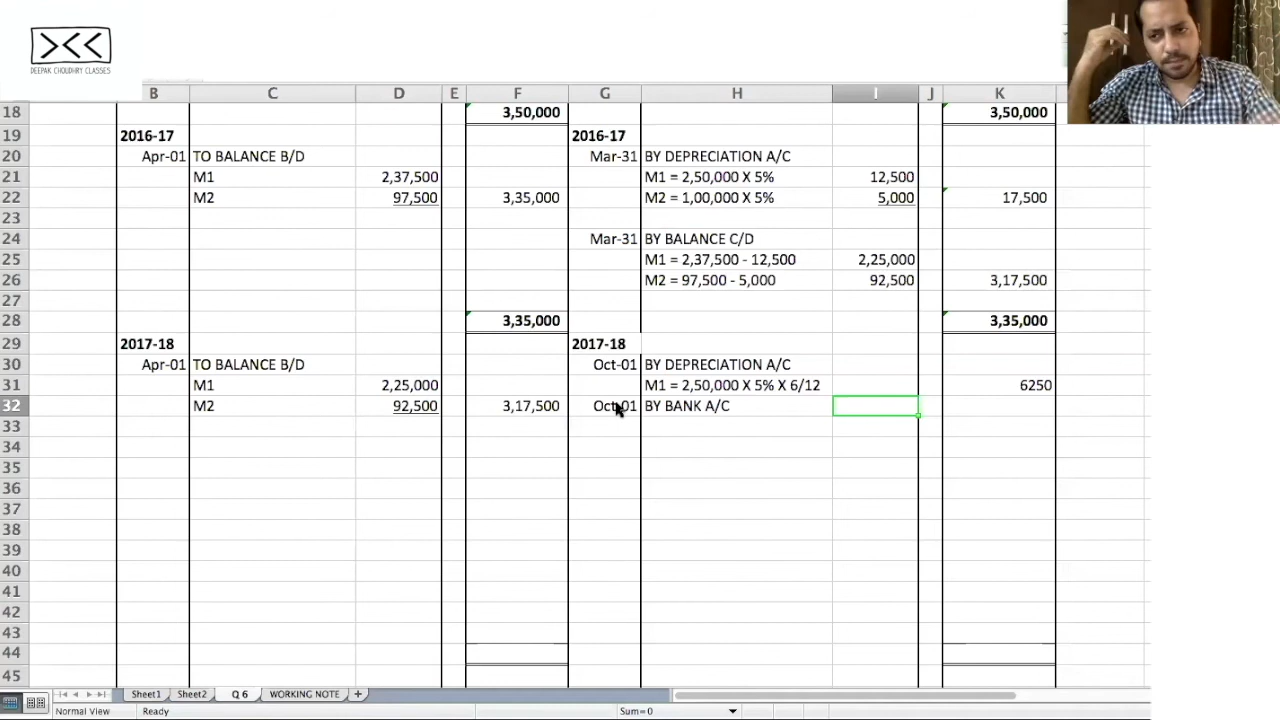 DEEPAK CHOUDHRY CLASSES
B C D E F G H I J K
18 3,50,000 3,50,000
19 2016-17 2016-17
20 Apr-01 TO BALANCE B/D Mar-31 BY DEPRECIATION A/C
21 M1 2,37,500 M1 = 2,50,000 X 5% 12,500
22 M2 97,500 3,35,000 M2 = 1,00,000 X 5% 5,000 17,500
23
24 Mar-31 BY BALANCE C/D
25 M1 = 2,37,500 - 12,500 2,25,000
26 M2 = 97,500 - 5,000 92,500 3,17,500
27
28 3,35,000 3,35,000
29 2017-18 2017-18
30 Apr-01 TO BALANCE B/D Oct-01 BY DEPRECIATION A/C
31 M1 2,25,000 M1 = 2,50,000 X 5% X 6/12 6250
32 M2 92,500 3,17,500 Oct-01 BY BANK A/C
33
34
35
36
37
38
39
40
41
42
43
44
45
Sheet1 Sheet2 Q 6 WORKING NOTE +
Normal View Ready Sum=0